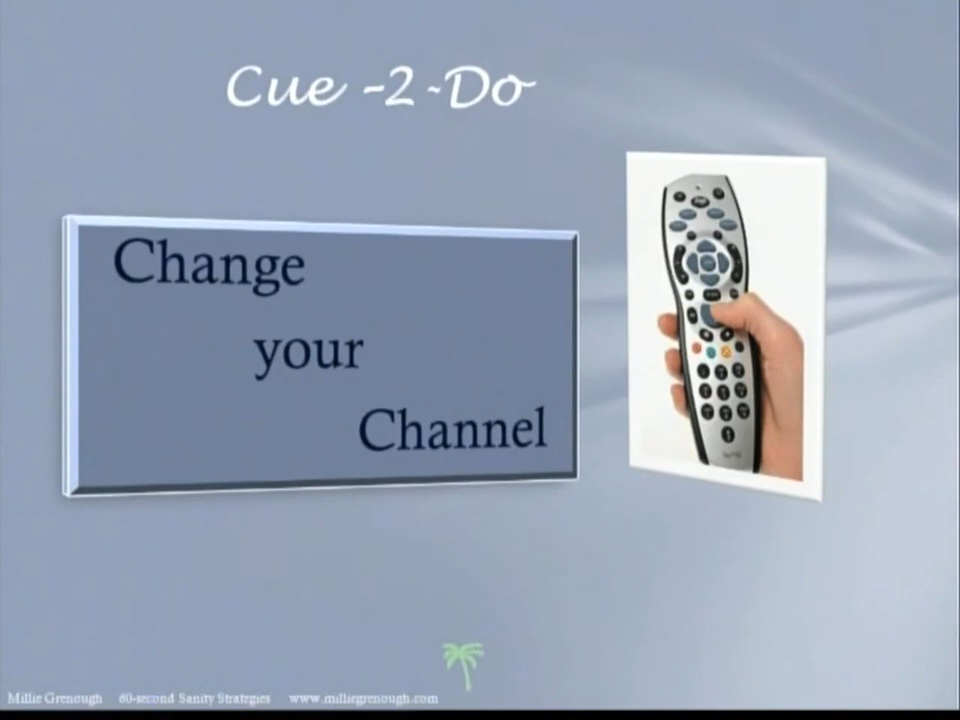 Cue -2-Do
Change
your
Channel
Millie Grenough 60-second Sanity Strategies www.milliegrenough.com